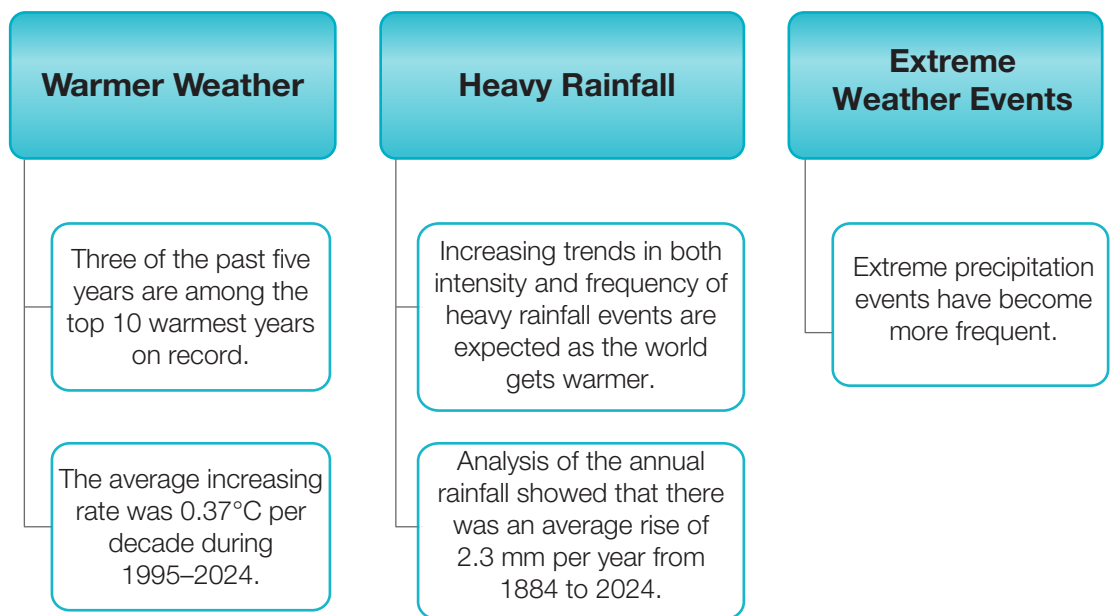 Warmer Weather
Three of the past five
years are among the
top 10 warmest years
on record.
The average increasing
rate was 0.37°C per
decade during
1995–2024.
Heavy Rainfall
Increasing trends in both
intensity and frequency of
heavy rainfall events are
expected as the world
gets warmer.
Analysis of the annual
rainfall showed that there
was an average rise of
2.3 mm per year from
1884 to 2024.
Extreme
Weather Events
Extreme precipitation
events have become
more frequent.